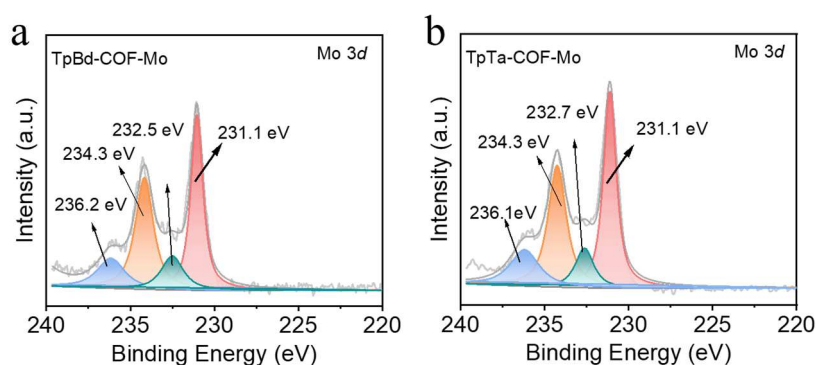 a
TpBd-COF-Mo
Mo 3d
232.5 eV
231.1 eV
234.3 eV
236.2 eV
Intensity (a.u.)
240
235
230
225
220
Binding Energy (eV)
b
TpTa-COF-Mo
Mo 3d
232.7 eV
231.1 eV
234.3 eV
236.1eV
Intensity (a.u.)
240
235
230
225
220
Binding Energy (eV)